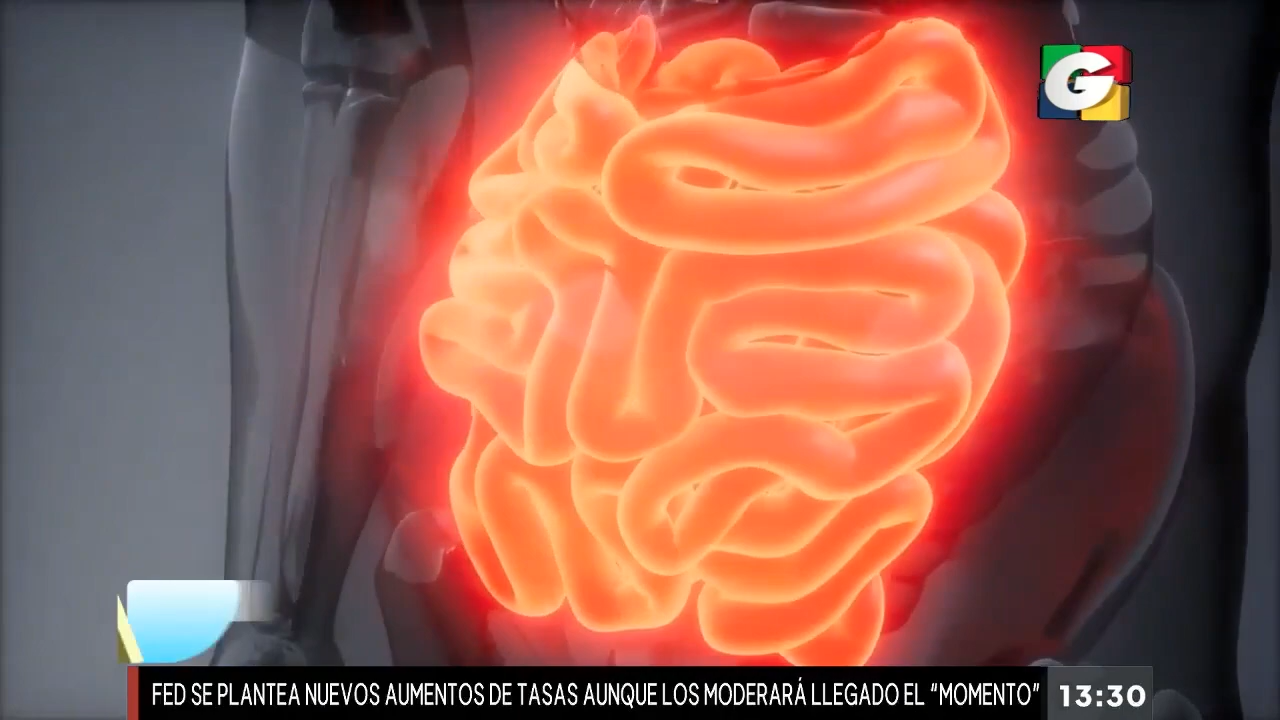 G
FED SE PLANTEA NUEVOS AUMENTOS DE TASAS AUNQUE LOS MODERARÁ LLEGADO EL “MOMENTO”
13:30